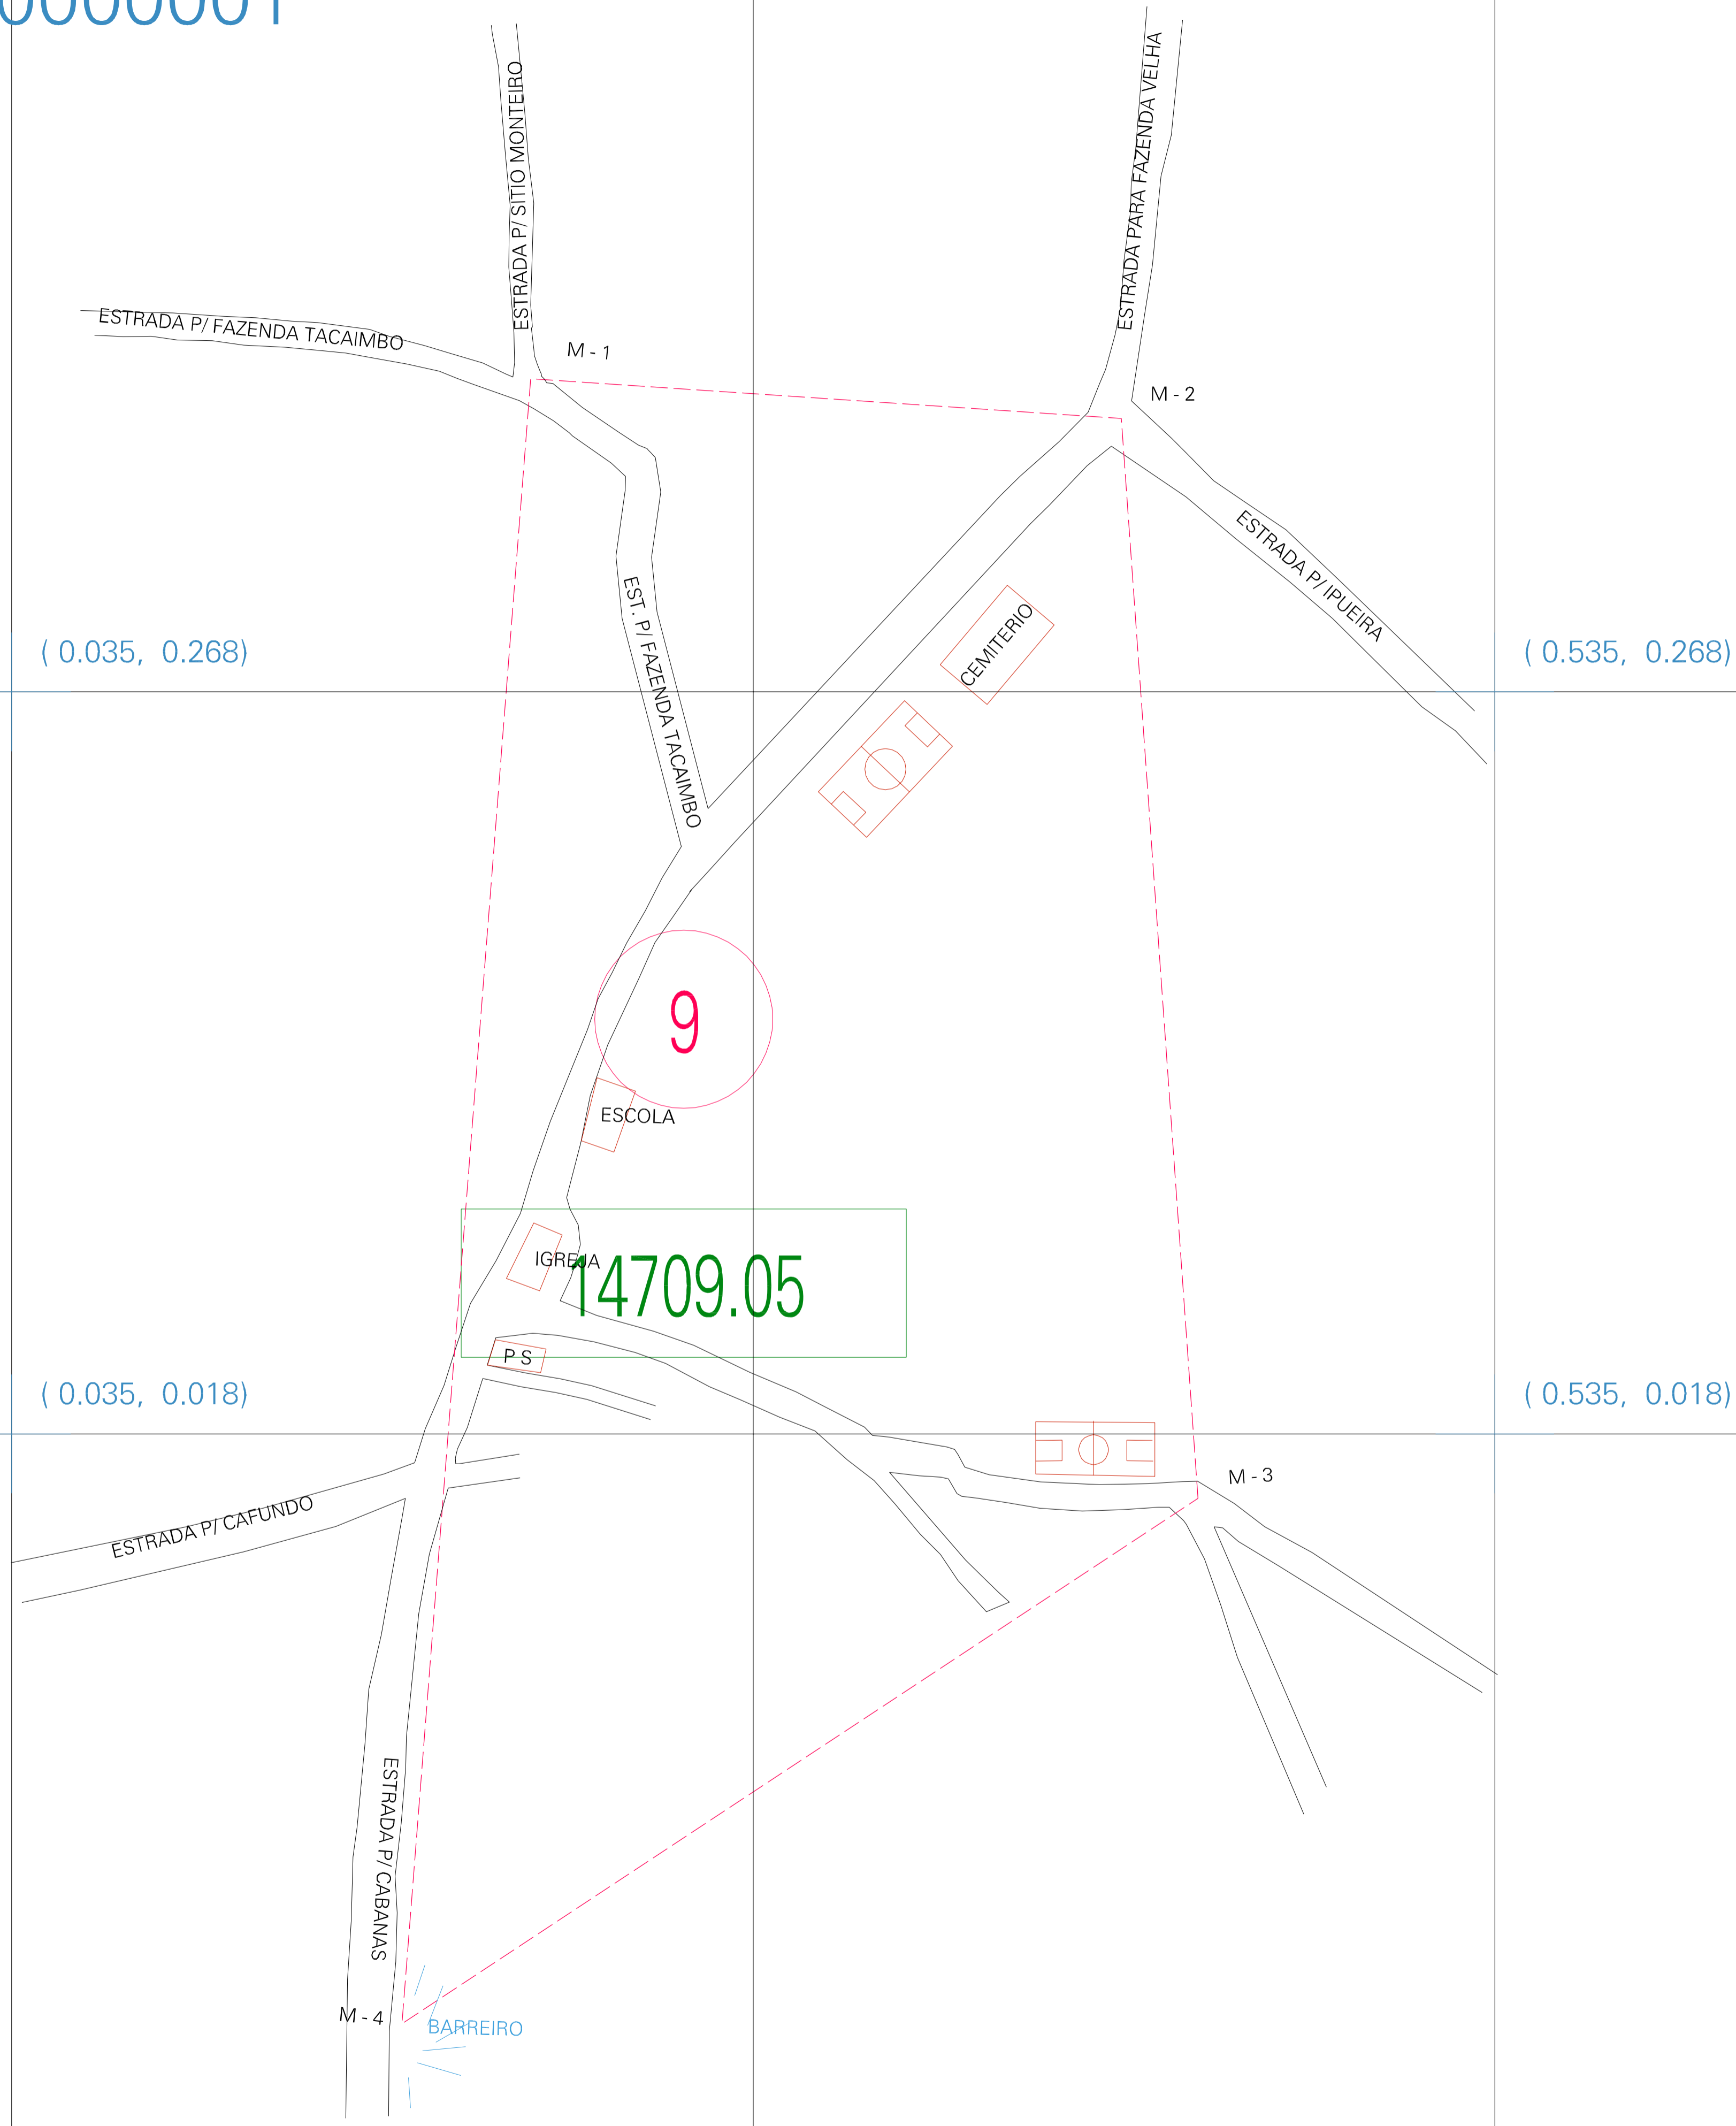 ESTRADA P/ SITIO MONTEIRO
ESTRADA PARA FAZENDA VELHA
ESTRADA P/ FAZENDA TACAIMBO
M - 1
M - 2
ESTRADA P/ IPUEIRA
EST. P/ FAZENDA TACAIMBO
CEMITERIO
( 0.035, 0.268)
( 0.535, 0.268)
9
ESCOLA
IGREJA
14709.05
P S
( 0.035, 0.018)
( 0.535, 0.018)
M - 3
ESTRADA P/ CAFUNDO
ESTRADA P/ CABANAS
M - 4
BARREIRO